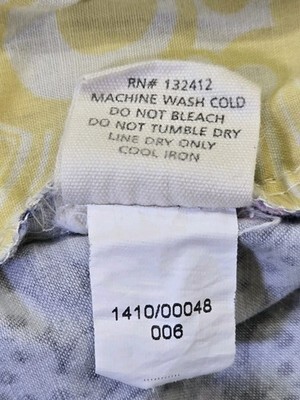 RN# 132412
MACHINE WASH COLD
DO NOT BLEACH
DO NOT TUMBLE DRY
LINE DRY ONLY
COOL IRON
1410/00048
006